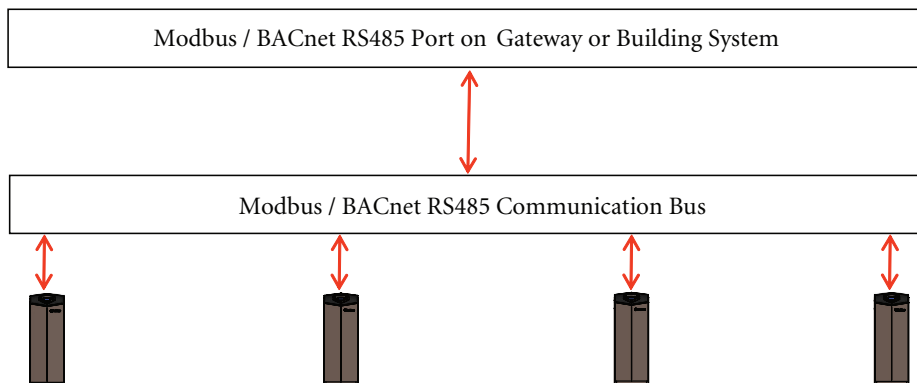 Modbus / BACnet RS485 Port on Gateway or Building System
Modbus / BACnet RS485 Communication Bus